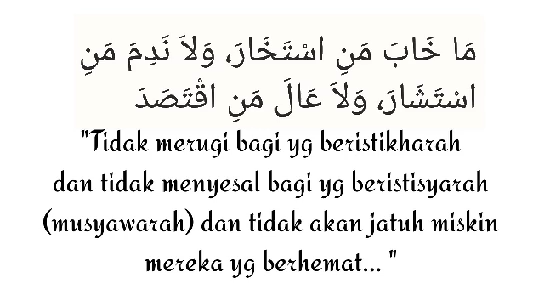 مَا خَابَ مَنِ اسْتَخَارَ، وَلاَ نَدِمَ مَنِ
اسْتَشَارَ، وَلاَ عَالَ مَنِ اقْتَصَدَ
"Tidak merugi bagi yg beristikharah
dan tidak menyesal bagi yg beristisyarah
(musyawarah) dan tidak akan jatuh miskin
mereka yg berhemat... "